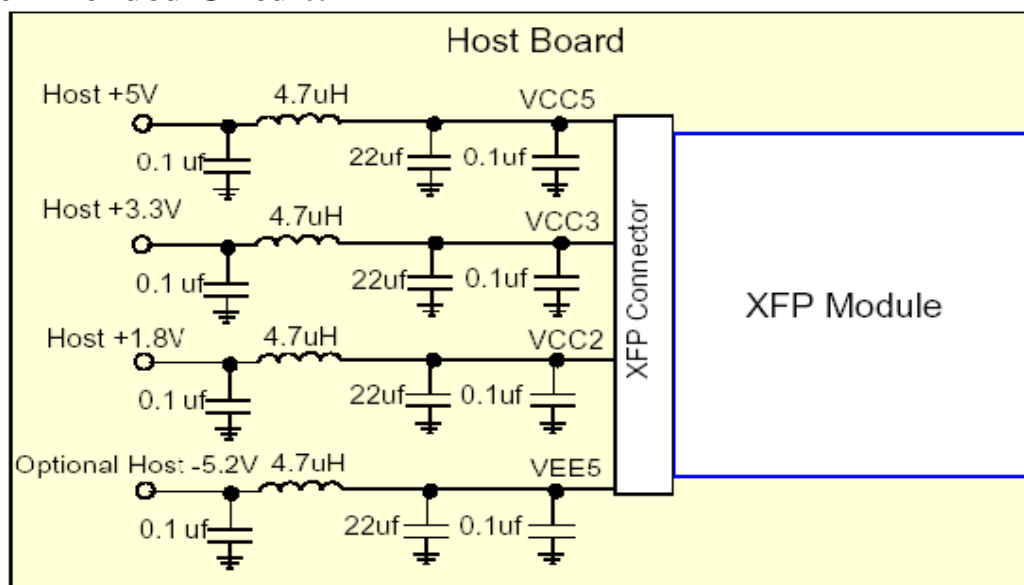 Host Board
Host +5V
4.7uH
VCC5
0.1 uf
22uf
0.1uf
Host +3.3V
4.7uH
VCC3
0.1 uf
22uf
0.1uf
Host +1.8V
4.7uH
VCC2
0.1 uf
22uf
0.1uf
Optional Host -5.2V
4.7uH
VEE5
0.1 uf
22uf
0.1uf
XFP Connector
XFP Module